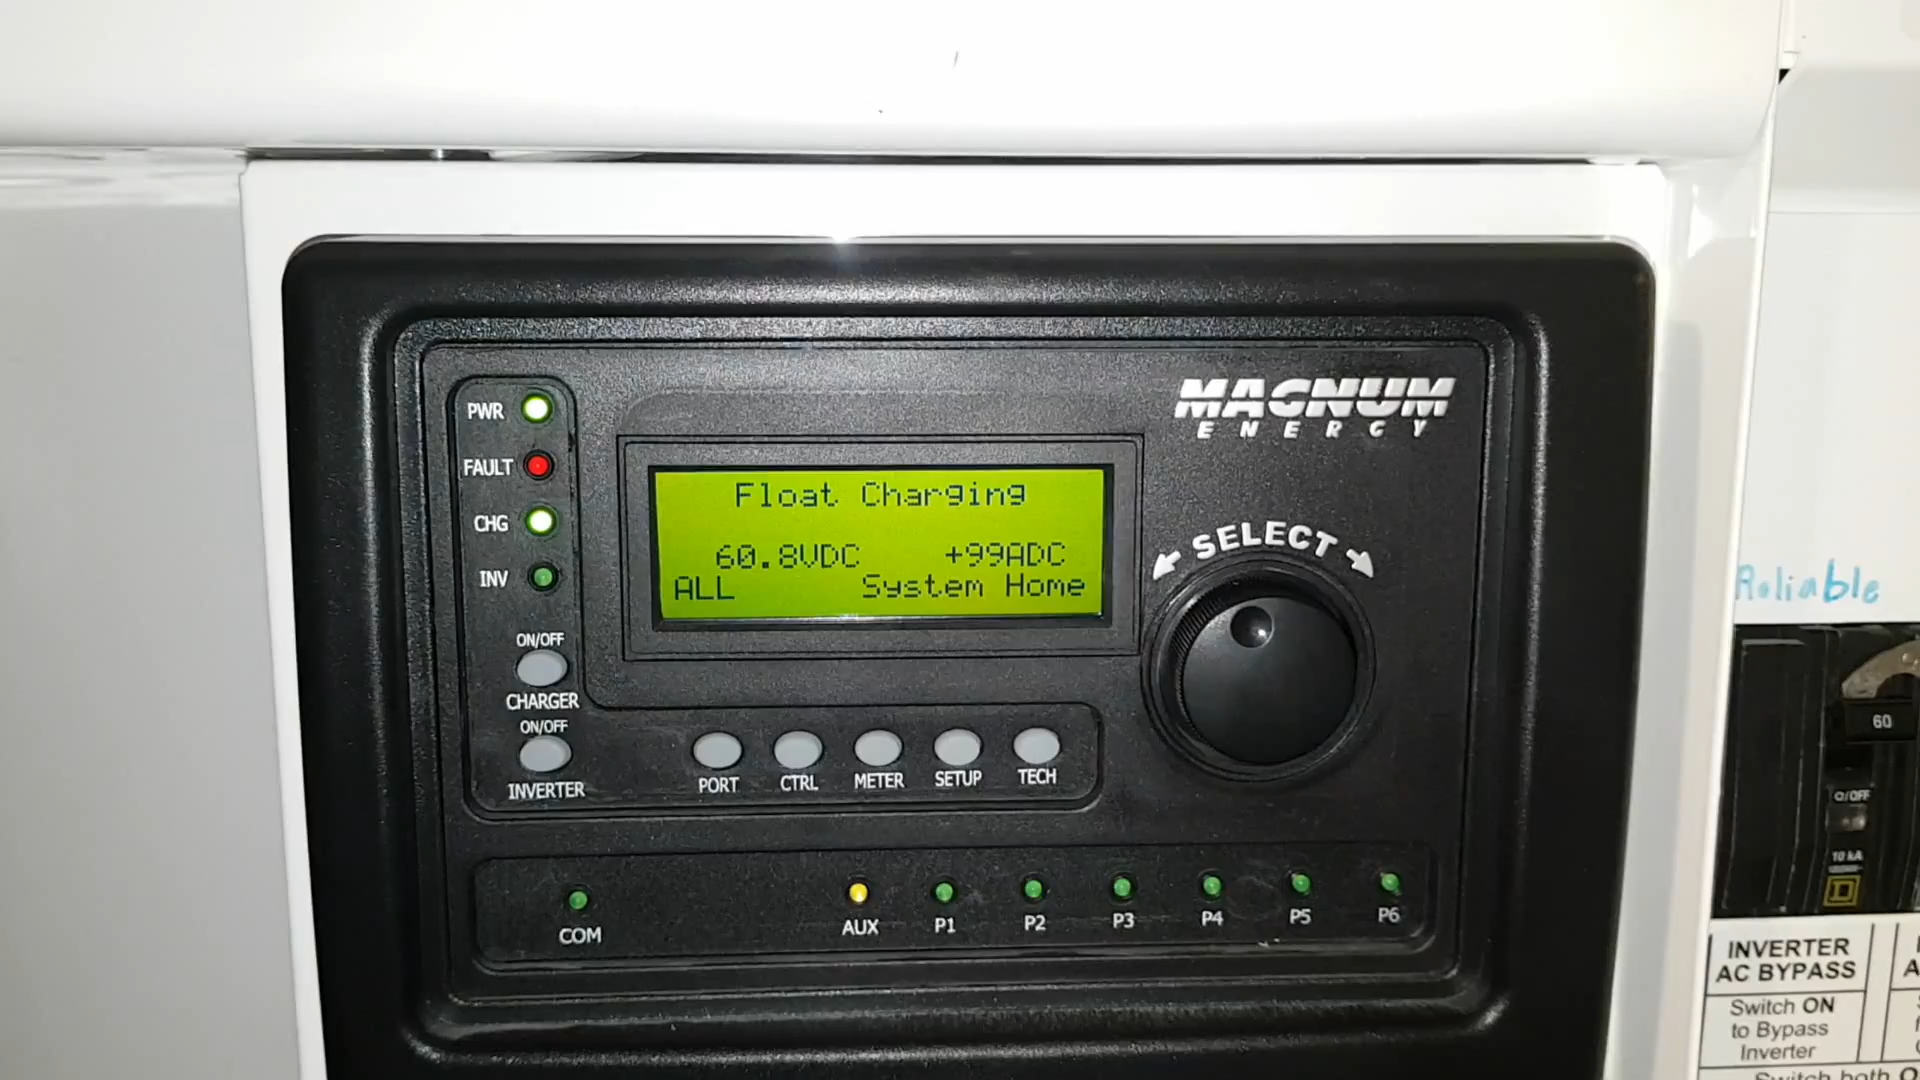 MAGNUM
ENERGY
PWR
FAULT
CHG
INV
Float Charging
60.8VDC +99ADC
ALL System Home
SELECT
ON/OFF
CHARGER
ON/OFF
INVERTER
PORT CTRL METER SETUP TECH
COM AUX P1 P2 P3 P4 P5 P6
Reliable
60
O/OFF
10 kA
INVERTER
AC BYPASS
Switch ON
to Bypass
Inverter
Switch both